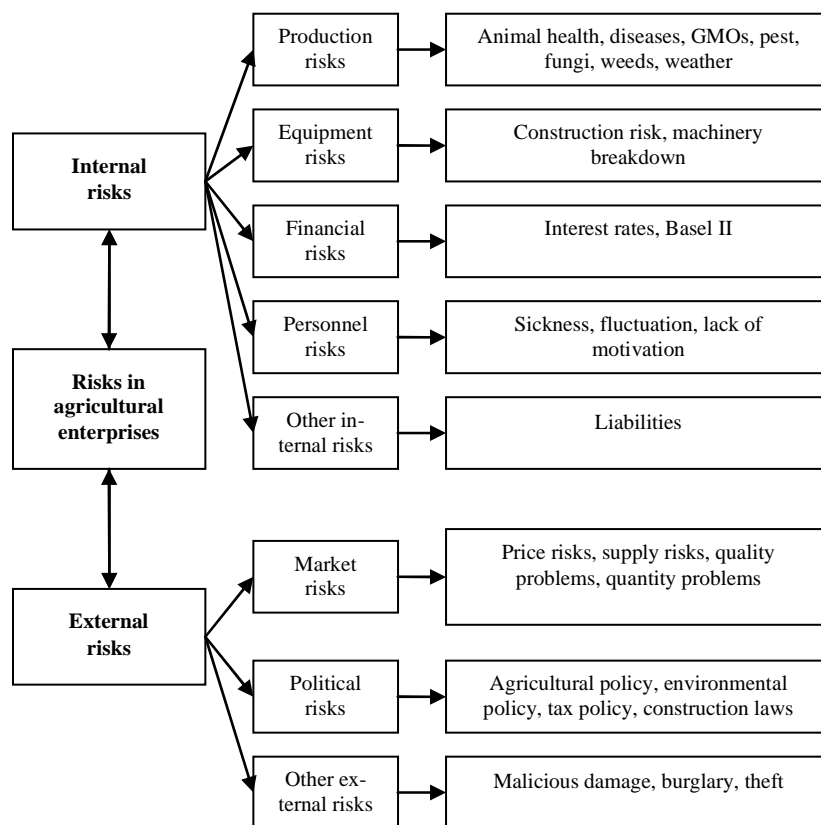 Production
risks
Animal health, diseases, GMOs, pest,
fungi, weeds, weather
Internal
risks
Equipment
risks
Construction risk, machinery
breakdown
Financial
risks
Interest rates, Basel II
Personnel
risks
Sickness, fluctuation, lack of
motivation
Risks in
agricultural
enterprises
Other in-
ternal risks
Liabilities
Market
risks
Price risks, supply risks, quality
problems, quantity problems
External
risks
Political
risks
Agricultural policy, environmental
policy, tax policy, construction laws
Other ex-
ternal risks
Malicious damage, burglary, theft